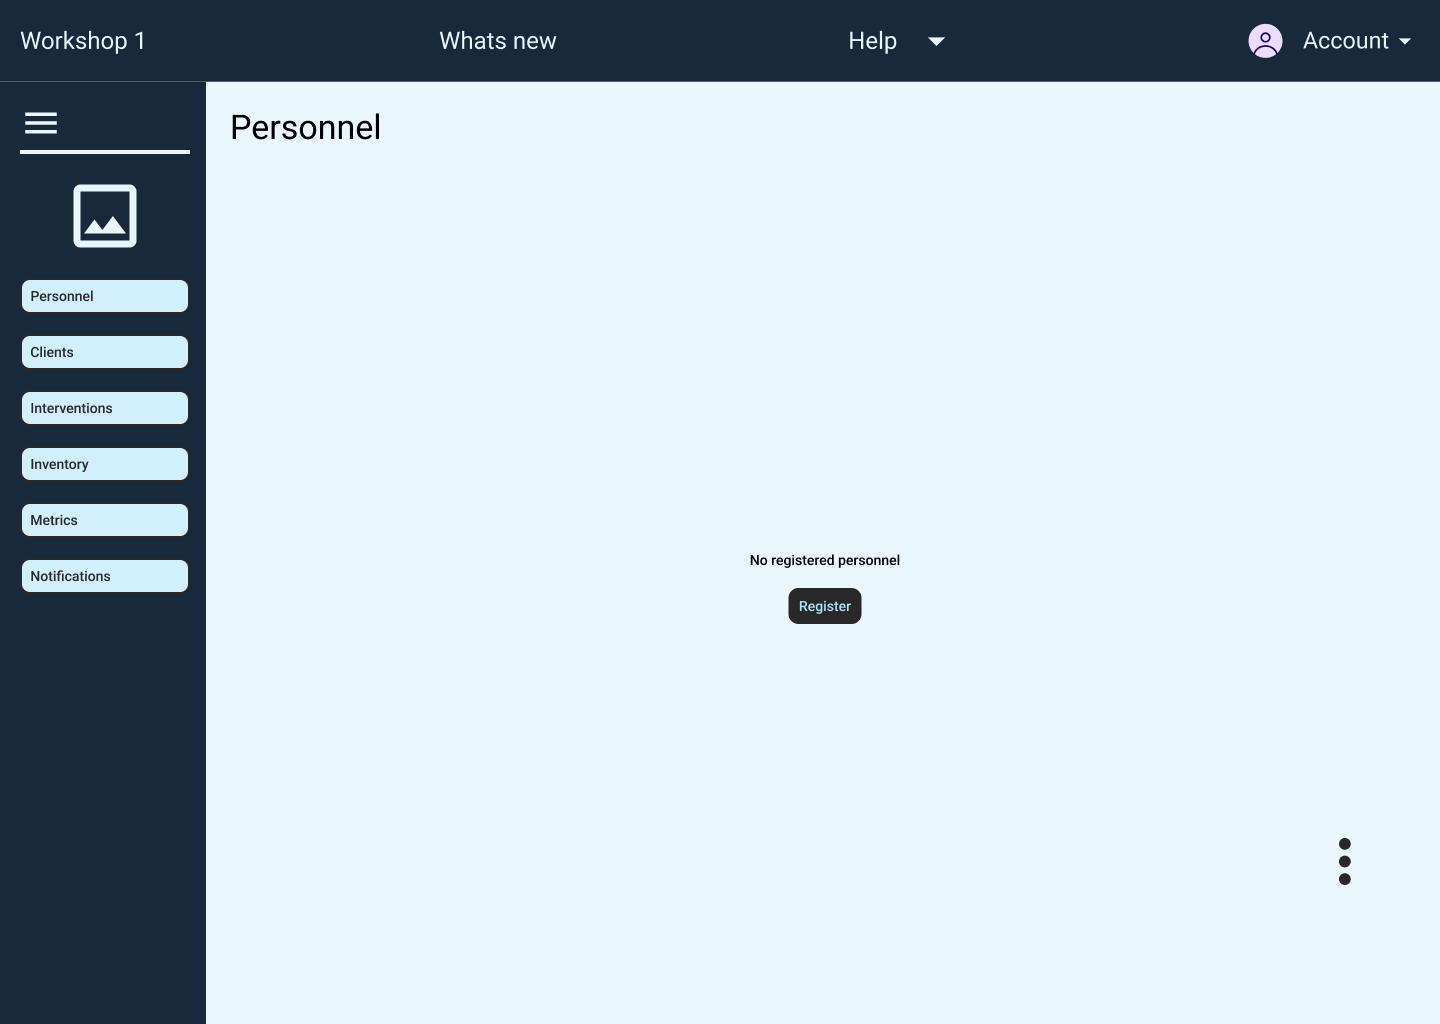 Workshop 1
Whats new
Help
Account
Personnel
Personnel
Clients
Interventions
Inventory
Metrics
Notifications
No registered personnel
Register